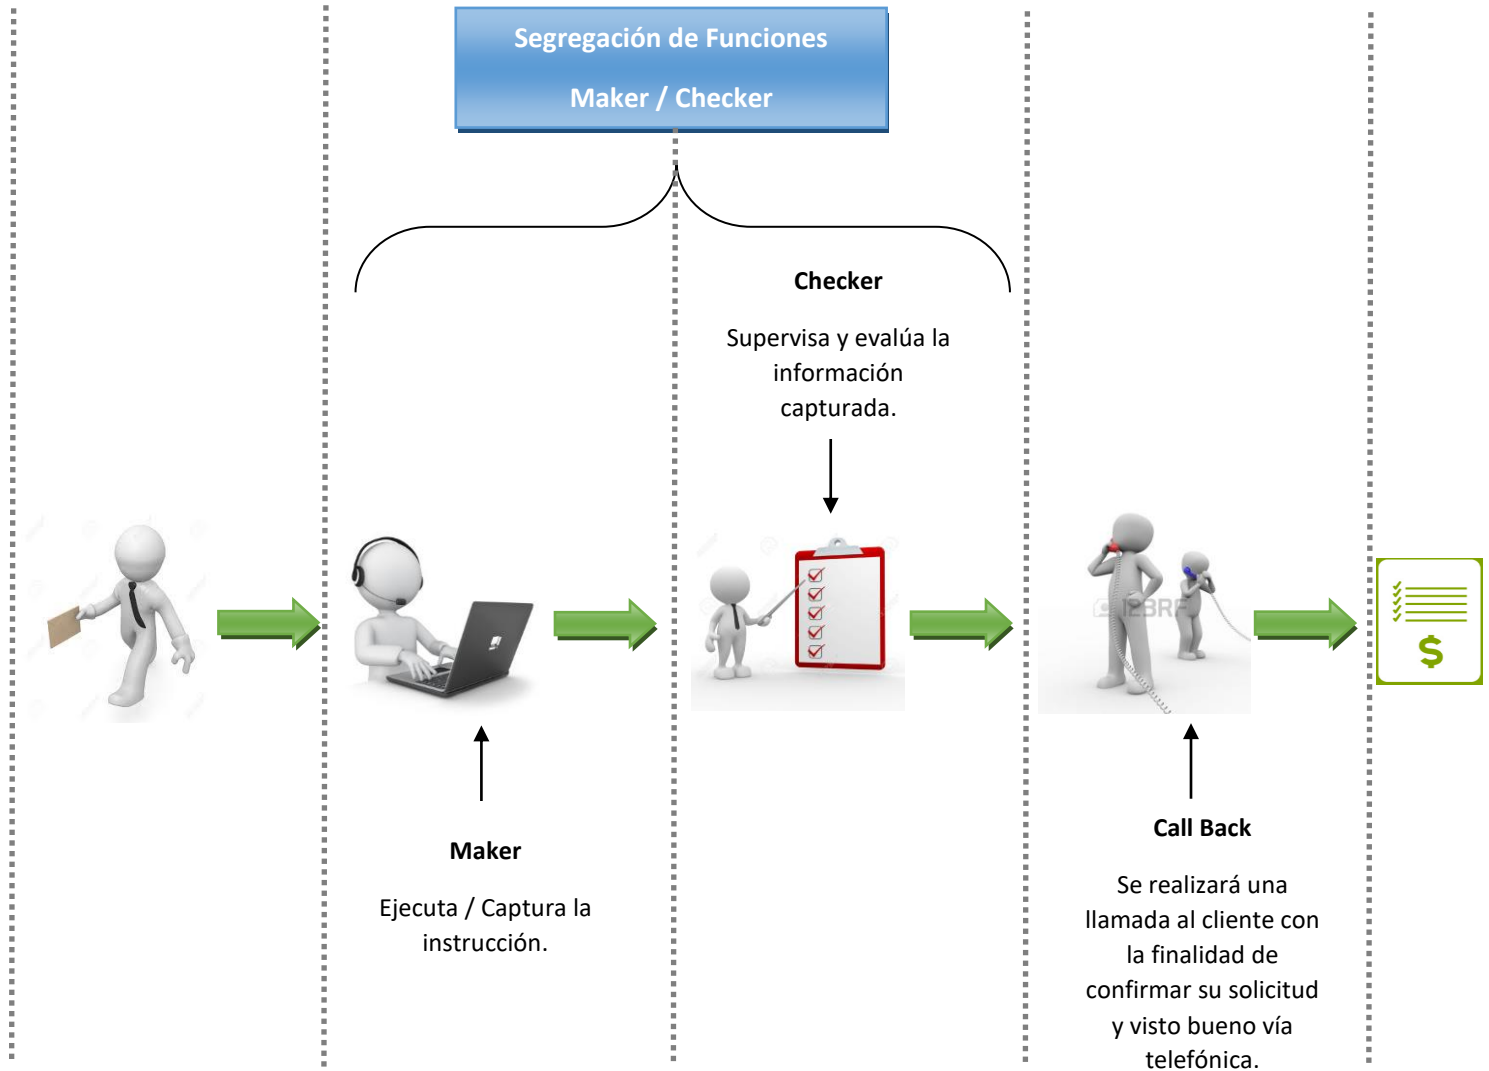 Segregación de Funciones
Maker / Checker
Checker
Supervisa y evalúa la
información
capturada.
$
Maker
Ejecuta / Captura la
instrucción.
Call Back
Se realizará una
llamada al cliente con
la finalidad de
confirmar su solicitud
y visto bueno vía
telefónica.